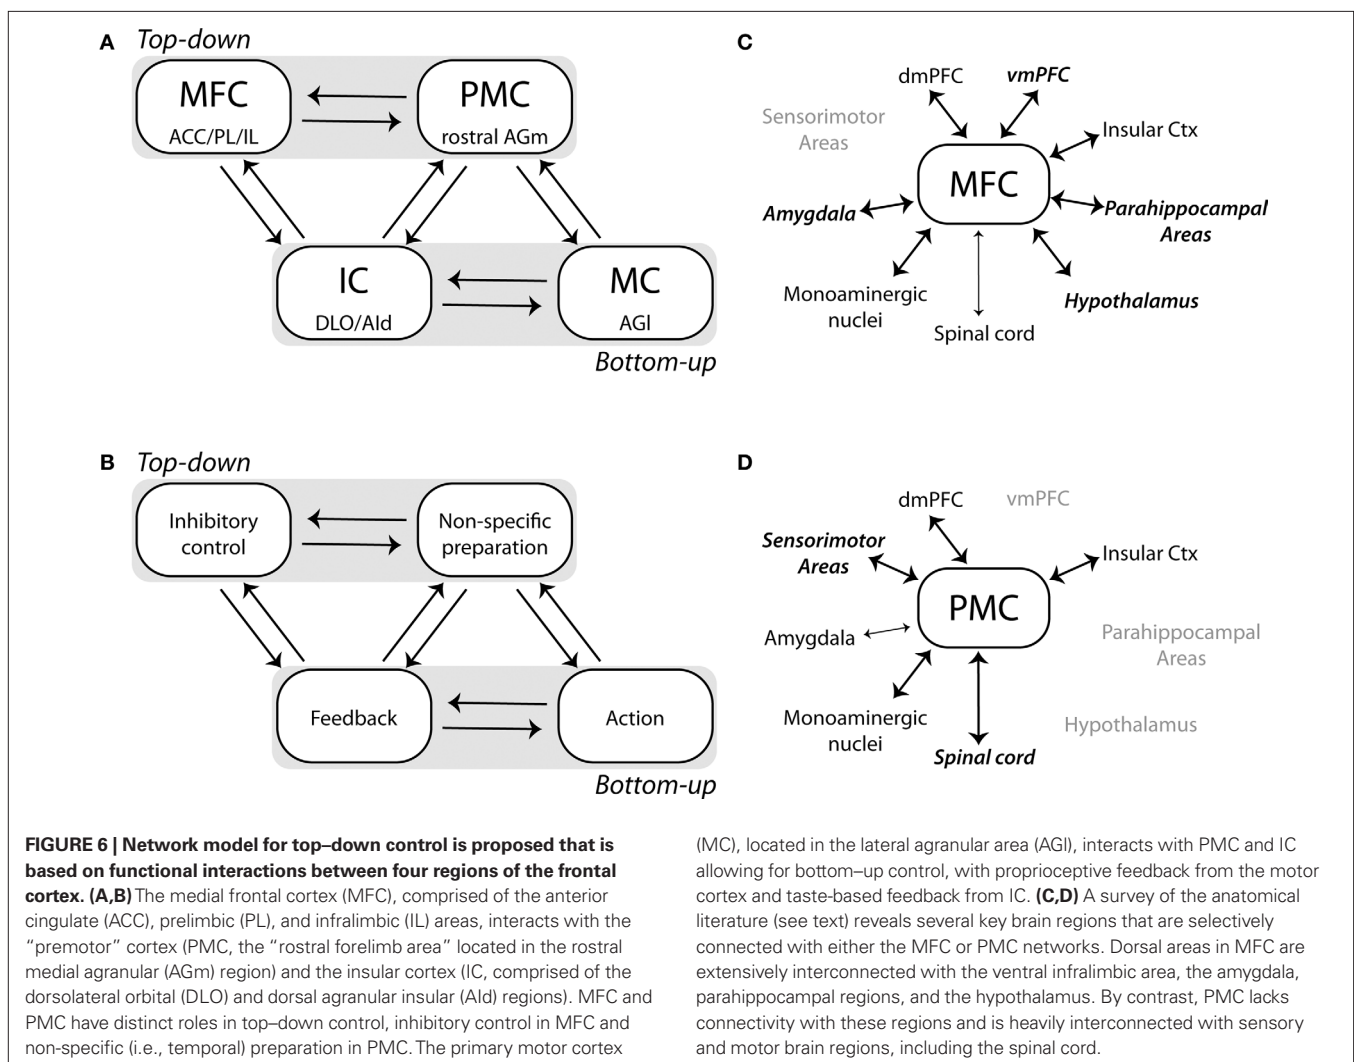 A
Top-down
MFC
ACC/PL/IL
PMC
rostral AGm
IC
DLO/AId
MC
AGl
Bottom-up
B
Top-down
Inhibitory
control
Non-specific
preparation
Feedback
Action
Bottom-up
C
dmPFC
vmPFC
Sensorimotor
Areas
Insular Ctx
MFC
Amygdala
Parahippocampal
Areas
Monoaminergic
nuclei
Hypothalamus
Spinal cord
D
dmPFC
vmPFC
Sensorimotor
Areas
Insular Ctx
PMC
Amygdala
Parahippocampal
Areas
Monoaminergic
nuclei
Hypothalamus
Spinal cord
FIGURE 6 | Network model for top–down control is proposed that is
based on functional interactions between four regions of the frontal
cortex. (A,B) The medial frontal cortex (MFC), comprised of the anterior
cingulate (ACC), prelimbic (PL), and infralimbic (IL) areas, interacts with the
“premotor” cortex (PMC, the “rostral forelimb area” located in the rostral
medial agranular (AGm) region) and the insular cortex (IC, comprised of the
dorsolateral orbital (DLO) and dorsal agranular insular (AId) regions). MFC and
PMC have distinct roles in top–down control, inhibitory control in MFC and
non-specific (i.e., temporal) preparation in PMC. The primary motor cortex
(MC), located in the lateral agranular area (AGl), interacts with PMC and IC
allowing for bottom–up control, with proprioceptive feedback from the motor
cortex and taste-based feedback from IC. (C,D) A survey of the anatomical
literature (see text) reveals several key brain regions that are selectively
connected with either the MFC or PMC networks. Dorsal areas in MFC are
extensively interconnected with the ventral infralimbic area, the amygdala,
parahippocampal regions, and the hypothalamus. By contrast, PMC lacks
connectivity with these regions and is heavily interconnected with sensory
and motor brain regions, including the spinal cord.